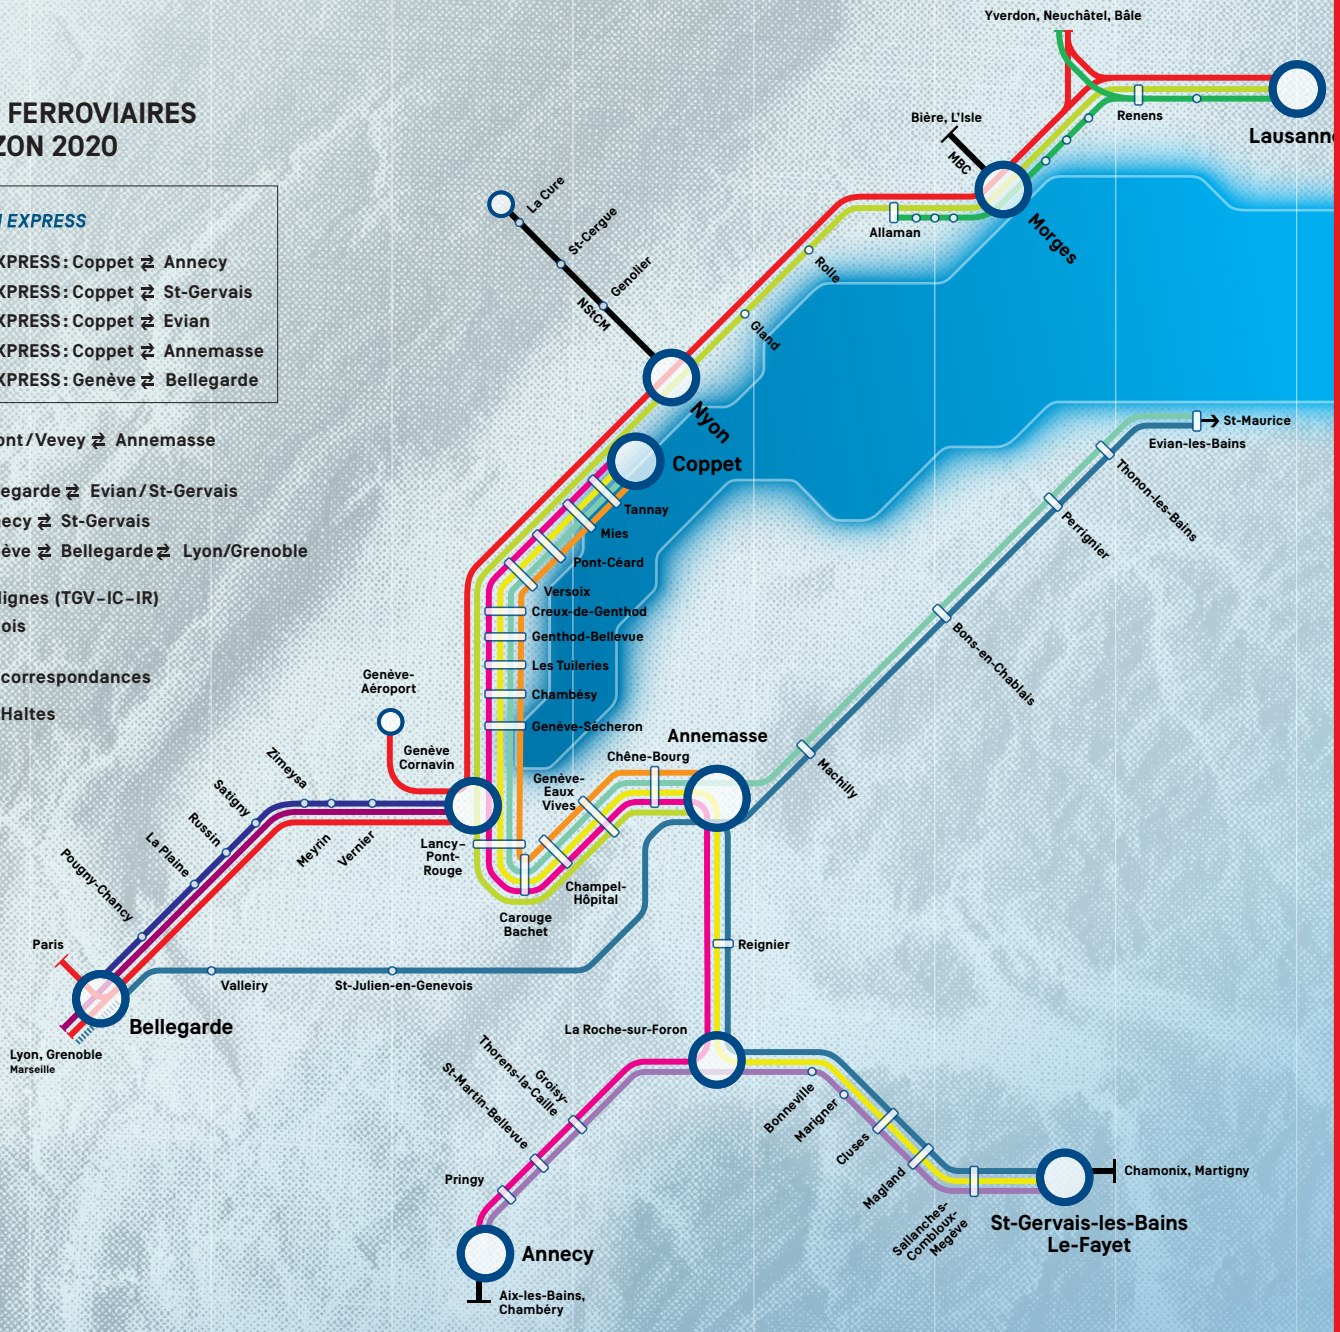 FERROVIAIRES
ZON 2020
EXPRESS
XPRESS: Coppet ⇄ Annecy
XPRESS: Coppet ⇄ St-Gervais
XPRESS: Coppet ⇄ Evian
XPRESS: Coppet ⇄ Annemasse
XPRESS: Genève ⇄ Bellegarde
ont/Vevey ⇄ Annemasse
egarde ⇄ Evian/St-Gervais
ecy ⇄ St-Gervais
ève ⇄ Bellegarde ⇄ Lyon/Grenoble
lignes (TGV-IC-IR)
ois
correspondances
Haltes
Yverdon, Neuchâtel, Bâle
Renens
Lausanne
Bière, L'Isle
MBC
Morges
Allaman
Rolle
Gland
La Cure
St-Cergue
Genolier
NStCM
Nyon
Coppet
Tannay
Mies
Pont-Céard
Versoix
Creux-de-Genthod
Genthod-Bellevue
Les Tuileries
Chambésy
Genève-Sécheron
St-Maurice
Evian-les-Bains
Thonon-les-Bains
Perrignier
Bons-en-Chablais
Machilly
Annemasse
Chêne-Bourg
Genève-
Eaux
Vives
Champel-
Hôpital
Carouge
Bachet
Lancy-
Pont-
Rouge
Genève-
Aéroport
Genève
Cornavin
Zimeysa
Satigny
Russin
La Plaine
Pougny-Chancy
Meyrin
Vernier
Paris
Bellegarde
Lyon, Grenoble
Marseille
Valleiry
St-Julien-en-Genevois
Reignier
La Roche-sur-Foron
Groisy-
Thorens-la-Caille
St-Martin-Bellevue
Pringy
Annecy
Aix-les-Bains,
Chambéry
Bonneville
Marigner
Cluses
Magland
Sallanches-
Combloux-
Megève
St-Gervais-les-Bains
Le-Fayet
Chamonix, Martigny